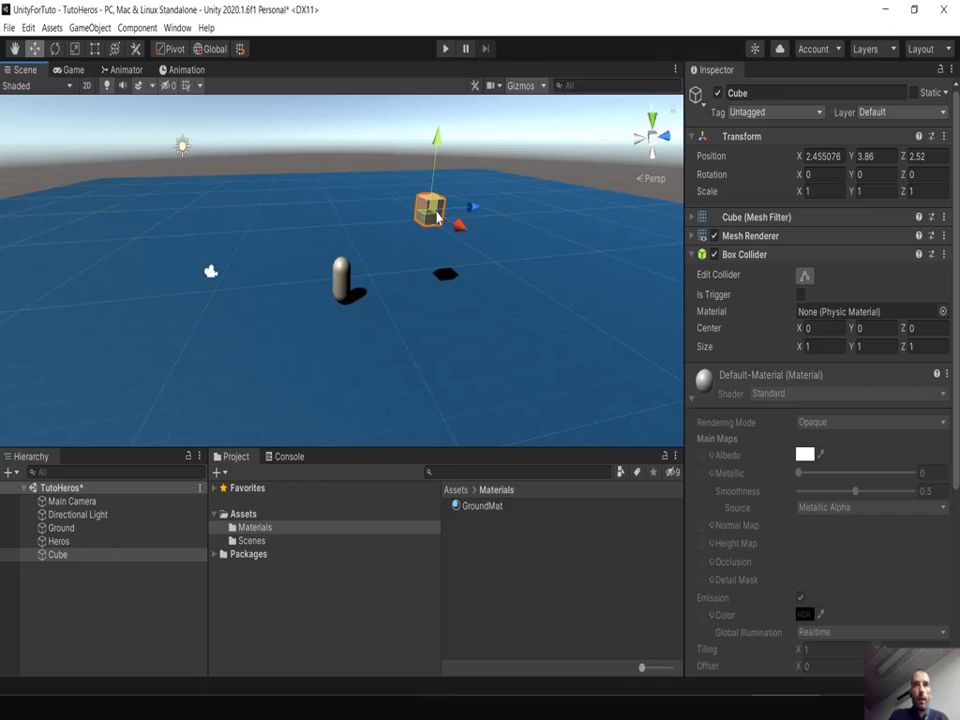 UnityForTuto - PC, Mac & Linux Standalone - Unity 2020.1.6f1 Personal* <DX11>
File Edit Assets GameObject Component Window Help
Pivot Global Account Layers Layout
Scene Game Animator Animation
Shaded 2D 0 Gizmos All
Persp
Inspector
Cube Static
Tag Untagged Layer Default
Transform
Position X 2.455076 Y 3.86 Z 2.52
Rotation X 0 Y 0 Z 0
Scale X 1 Y 1 Z 1
Cube (Mesh Filter)
Mesh Renderer
Box Collider
Edit Collider
Is Trigger
Material None (Physic Material)
Center X 0 Y 0 Z 0
Size X 1 Y 1 Z 1
Default-Material (Material)
Shader Standard
Rendering Mode Opaque
Main Maps
Albedo
Metallic 0
Smoothness 0.5
Source Metallic Alpha
Normal Map
Height Map
Occlusion
Detail Mask
Emission
Color HDR
Global Illumination Realtime
Tiling X 1
Offset X 0
Hierarchy
All
TutoHeros*
Main Camera
Directional Light
Ground
Heros
Cube
Project Console
9
Favorites
Assets
Materials
Scenes
Packages
Assets > Materials
GroundMat